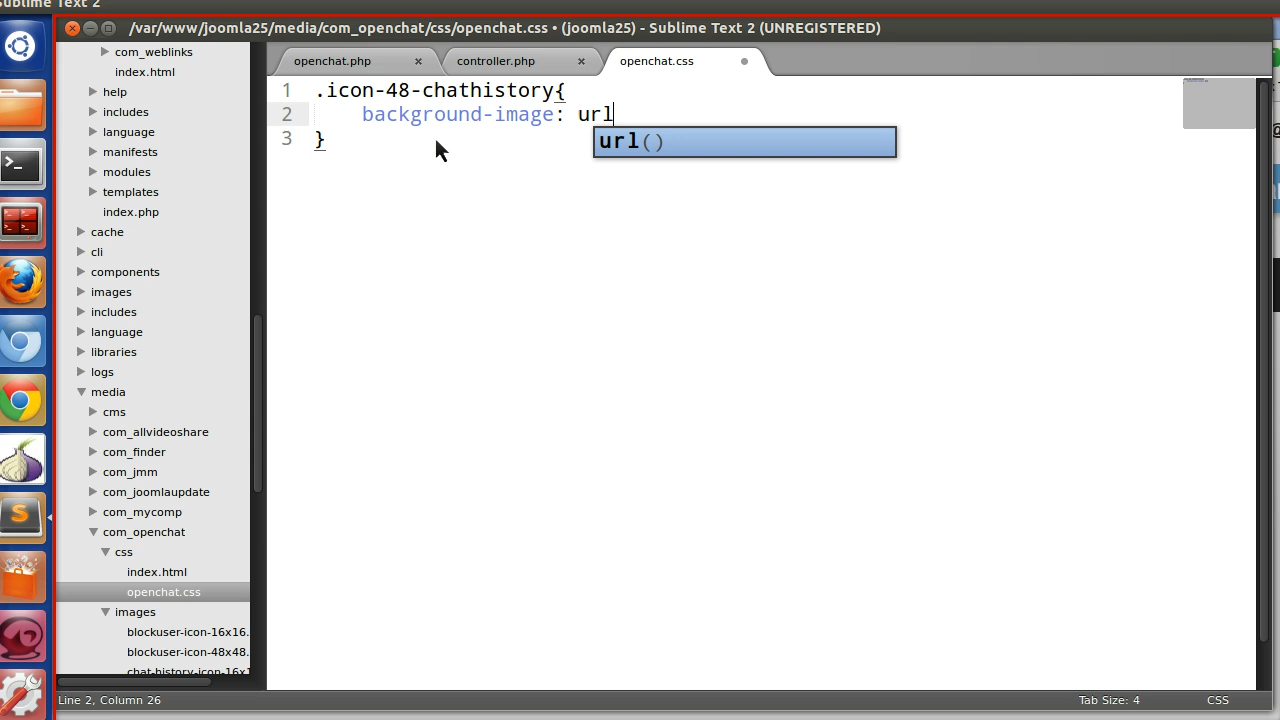 Sublime Text 2
/var/www/joomla25/media/com_openchat/css/openchat.css • (joomla25) - Sublime Text 2 (UNREGISTERED)
com_weblinks
index.html
help
includes
language
manifests
modules
templates
index.php
cache
cli
components
images
includes
language
libraries
logs
media
cms
com_allvideoshare
com_finder
com_jmm
com_joomlaupdate
com_mycomp
com_openchat
css
index.html
openchat.css
images
blockuser-icon-16x16.
blockuser-icon-48x48.
chat-history-icon-16x1
openchat.php
controller.php
openchat.css
1 .icon-48-chathistory{
2 background-image: url
3 }
url()
Line 2, Column 26
Tab Size: 4
CSS